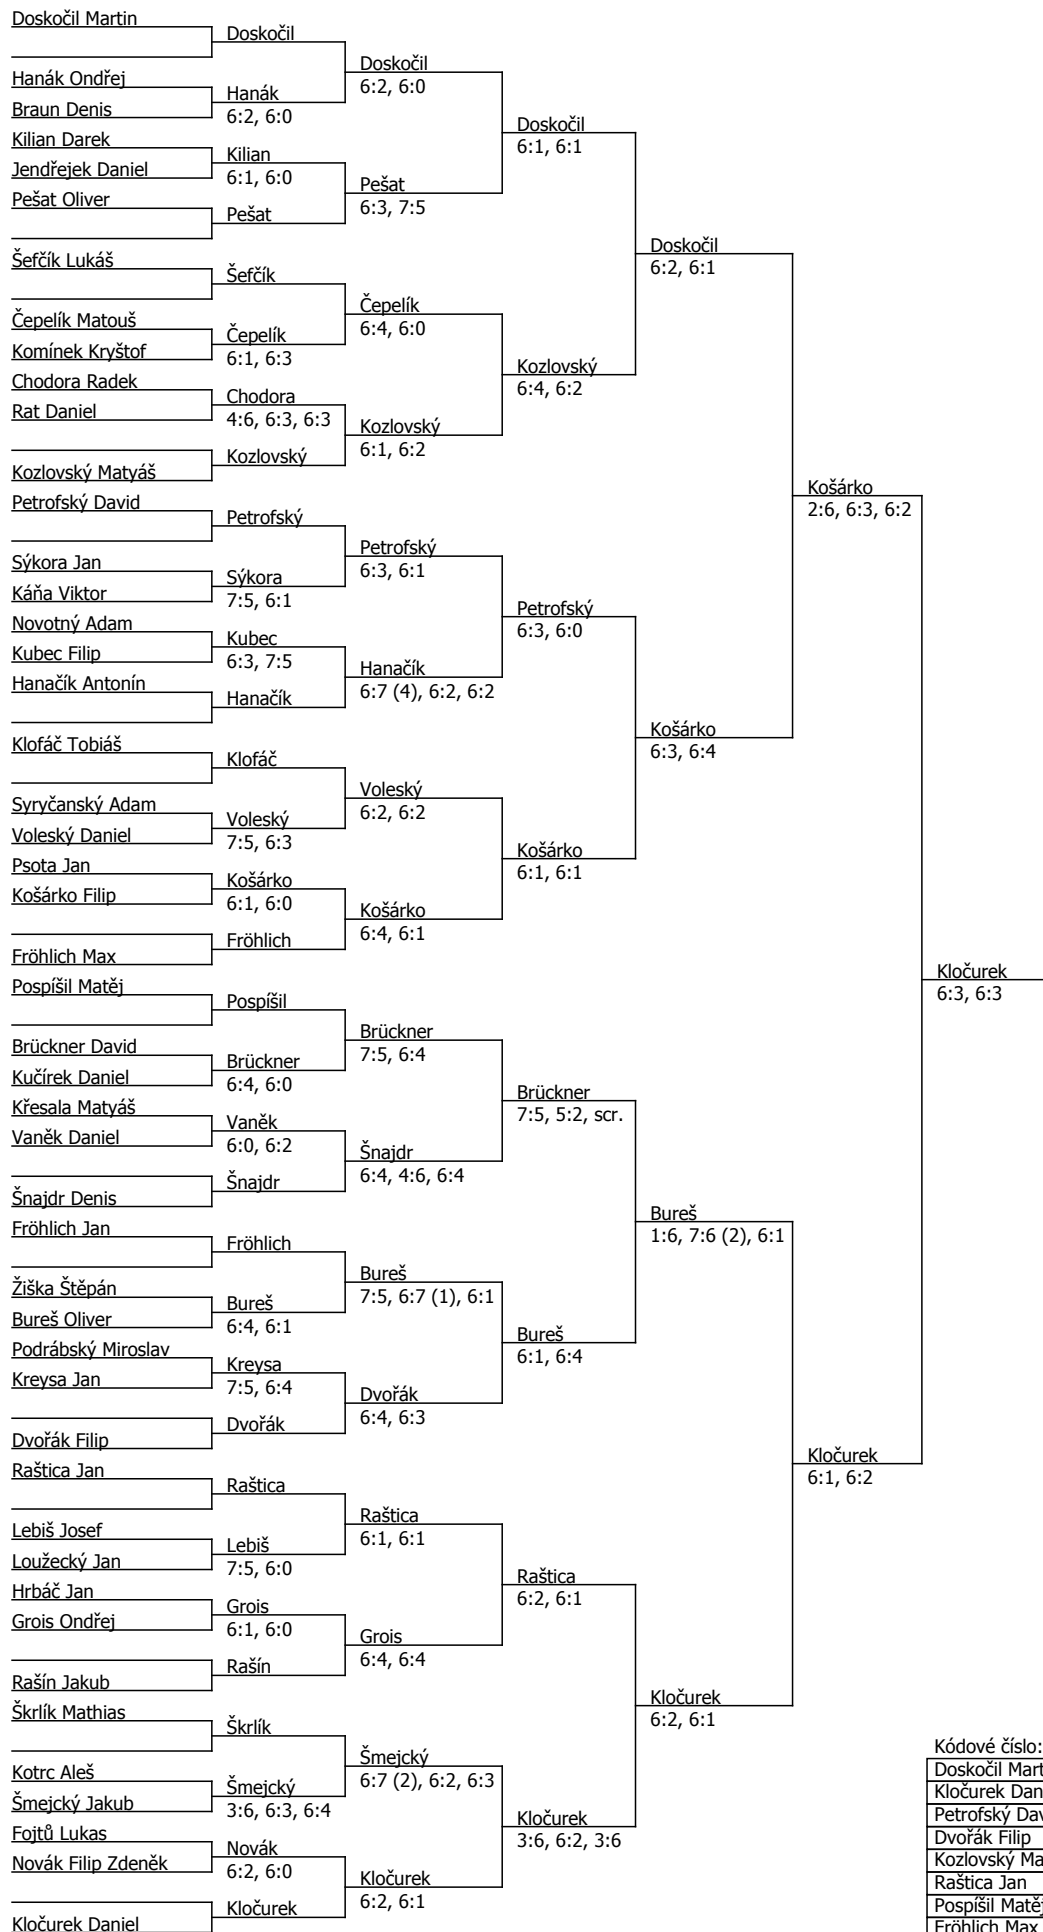 Doskočil Martin
Hanák Ondřej
Braun Denis
Kilian Darek
Jendřejek Daniel
Pešat Oliver
Šefčík Lukáš
Čepelík Matouš
Komínek Kryštof
Chodora Radek
Rat Daniel
Kozlovský Matyáš
Petrofský David
Sýkora Jan
Káňa Viktor
Novotný Adam
Kubec Filip
Hanačík Antonín
Klofáč Tobiáš
Syryčanský Adam
Voleský Daniel
Psota Jan
Košárko Filip
Fröhlich Max
Pospíšil Matěj
Brückner David
Kučírek Daniel
Křesala Matyáš
Vaněk Daniel
Šnajdr Denis
Fröhlich Jan
Žiška Štěpán
Bureš Oliver
Podrábský Miroslav
Kreysa Jan
Dvořák Filip
Raštica Jan
Lebiš Josef
Loužecký Jan
Hrbáč Jan
Grois Ondřej
Rašín Jakub
Škrlík Mathias
Kotrc Aleš
Šmejcký Jakub
Fojtů Lukas
Novák Filip Zdeněk
Kločurek Daniel
Doskočil
Hanák
6:2, 6:0
Kilian
6:1, 6:0
Pešat
Šefčík
Čepelík
6:1, 6:3
Chodora
4:6, 6:3, 6:3
Kozlovský
Petrofský
Sýkora
7:5, 6:1
Kubec
6:3, 7:5
Hanačík
Klofáč
Voleský
7:5, 6:3
Košárko
6:1, 6:0
Fröhlich
Pospíšil
Brückner
6:4, 6:0
Vaněk
6:0, 6:2
Šnajdr
Fröhlich
Bureš
6:4, 6:1
Kreysa
7:5, 6:4
Dvořák
Raštica
Lebiš
7:5, 6:0
Grois
6:1, 6:0
Rašín
Škrlík
Šmejcký
3:6, 6:3, 6:4
Novák
6:2, 6:0
Kločurek
Doskočil
6:2, 6:0
Pešat
6:3, 7:5
Čepelík
6:4, 6:0
Kozlovský
6:1, 6:2
Petrofský
6:3, 6:1
Hanačík
6:7 (4), 6:2, 6:2
Voleský
6:2, 6:2
Košárko
6:4, 6:1
Brückner
7:5, 6:4
Šnajdr
6:4, 4:6, 6:4
Bureš
7:5, 6:7 (1), 6:1
Dvořák
6:4, 6:3
Raštica
6:1, 6:1
Grois
6:4, 6:4
Šmejcký
6:7 (2), 6:2, 6:3
Kločurek
6:2, 6:1
Doskočil
6:1, 6:1
Kozlovský
6:4, 6:2
Petrofský
6:3, 6:0
Košárko
6:1, 6:1
Brückner
7:5, 5:2, scr.
Bureš
6:1, 6:4
Raštica
6:2, 6:1
Kločurek
3:6, 6:2, 3:6
Doskočil
6:2, 6:1
Košárko
6:3, 6:4
Bureš
1:6, 7:6 (2), 6:1
Kločurek
6:2, 6:1
Košárko
2:6, 6:3, 6:2
Kločurek
6:1, 6:2
Kločurek
6:3, 6:3
Kódové číslo:
Doskočil Mart
Kločurek Dan
Petrofský Dav
Dvořák Filip
Kozlovský Ma
Raštica Jan
Pospíšil Matěj
Fröhlich Max